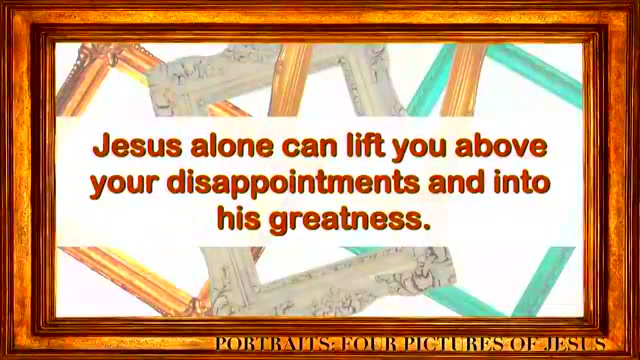 Jesus alone can lift you above
your disappointments and into
his greatness.
PORTRAITS: FOUR PICTURES OF JESUS